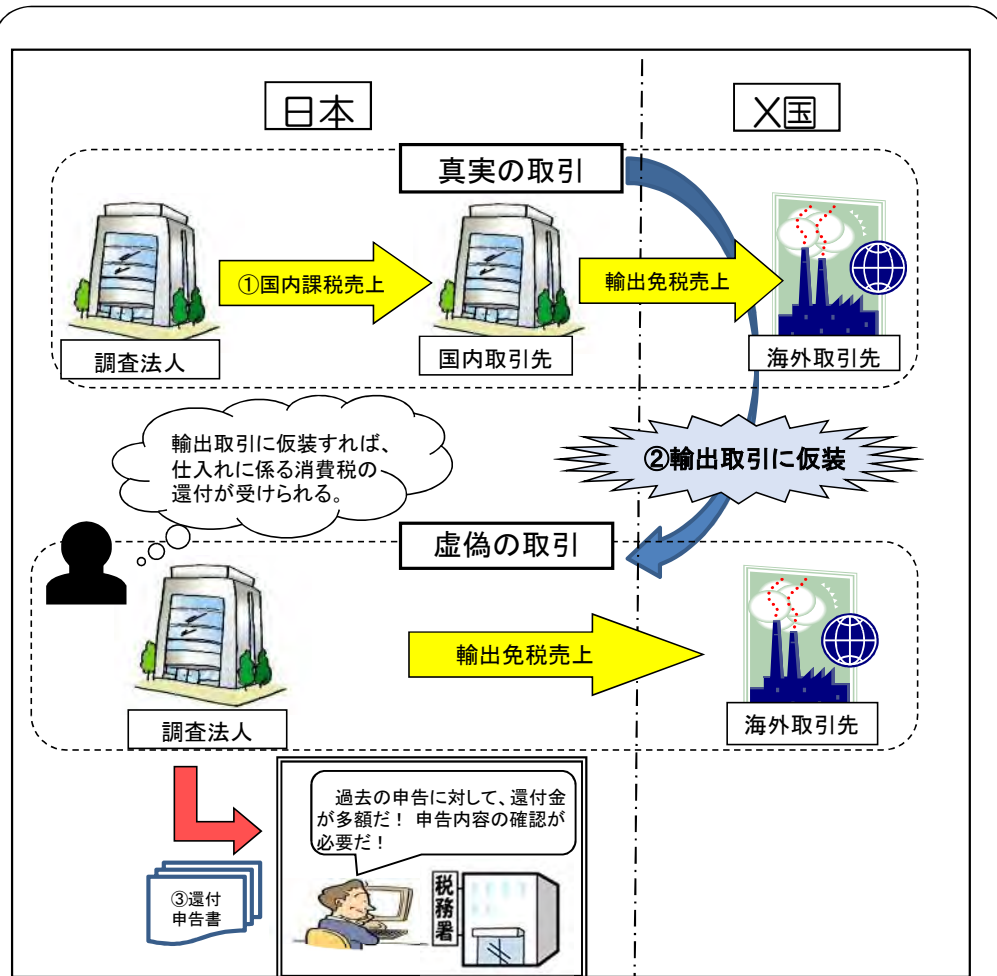 日本
X国
真実の取引
①国内課税売上
輸出免税売上
調査法人
国内取引先
海外取引先
輸出取引に仮装すれば、
仕入れに係る消費税の
還付が受けられる。
②輸出取引に仮装
虚偽の取引
輸出免税売上
調査法人
海外取引先
過去の申告に対して、還付金
が多額だ！ 申告内容の確認が
必要だ！
③還付
申告書
税務署